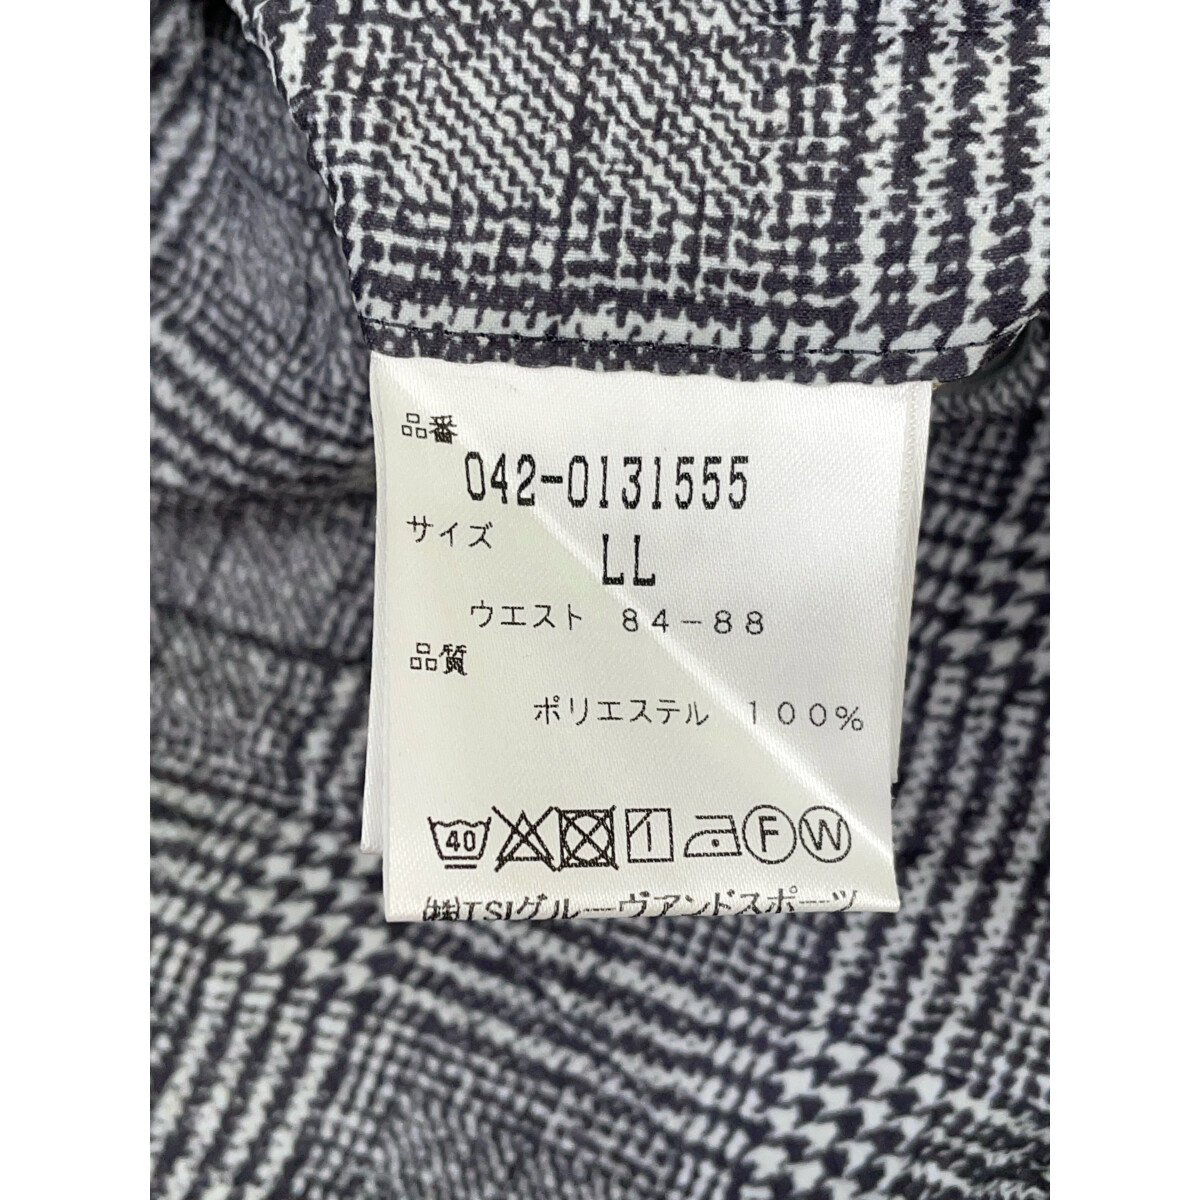 品番
042-0131555
サイズ
LL
ウエスト 84-88
品質
ポリエステル 100%
40 F W
㈱TSIグルーヴアンドスポーツ